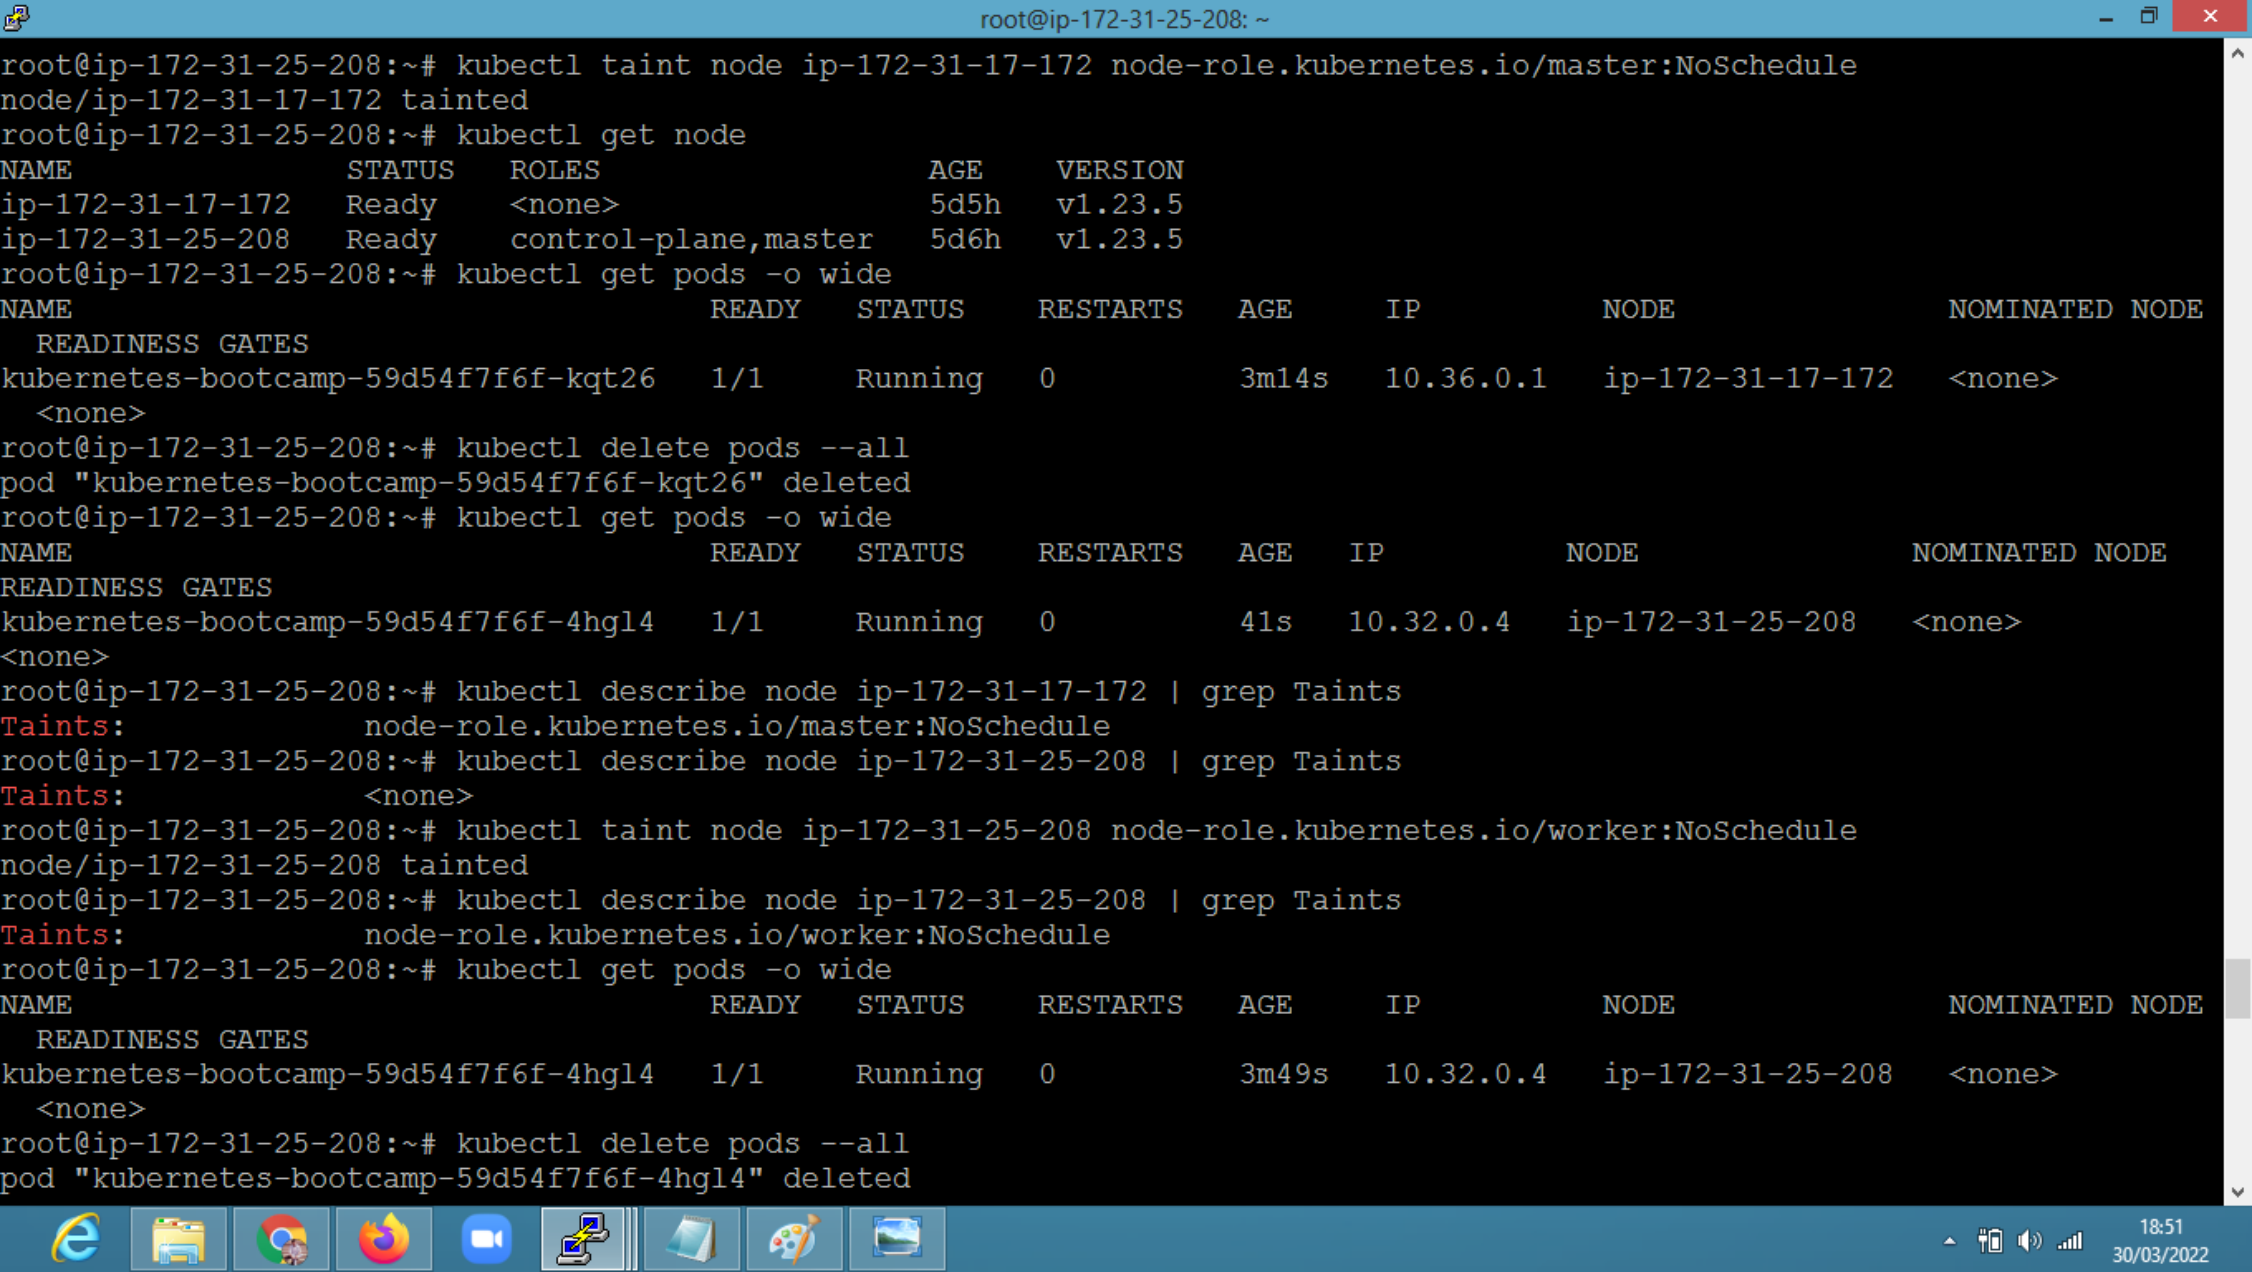 root@ip-172-31-25-208: ~
root@ip-172-31-25-208:~# kubectl taint node ip-172-31-17-172 node-role.kubernetes.io/master:NoSchedule
node/ip-172-31-17-172 tainted
root@ip-172-31-25-208:~# kubectl get node
NAME               STATUS   ROLES                  AGE    VERSION
ip-172-31-17-172   Ready    <none>                 5d5h   v1.23.5
ip-172-31-25-208   Ready    control-plane,master   5d6h   v1.23.5
root@ip-172-31-25-208:~# kubectl get pods -o wide
NAME                                   READY   STATUS    RESTARTS   AGE     IP          NODE               NOMINATED NODE
  READINESS GATES
kubernetes-bootcamp-59d54f7f6f-kqt26   1/1     Running   0          3m14s   10.36.0.1   ip-172-31-17-172   <none>
  <none>
root@ip-172-31-25-208:~# kubectl delete pods --all
pod "kubernetes-bootcamp-59d54f7f6f-kqt26" deleted
root@ip-172-31-25-208:~# kubectl get pods -o wide
NAME                                   READY   STATUS    RESTARTS   AGE   IP          NODE               NOMINATED NODE
READINESS GATES
kubernetes-bootcamp-59d54f7f6f-4hgl4   1/1     Running   0          41s   10.32.0.4   ip-172-31-25-208   <none>
<none>
root@ip-172-31-25-208:~# kubectl describe node ip-172-31-17-172 | grep Taints
Taints:             node-role.kubernetes.io/master:NoSchedule
root@ip-172-31-25-208:~# kubectl describe node ip-172-31-25-208 | grep Taints
Taints:             <none>
root@ip-172-31-25-208:~# kubectl taint node ip-172-31-25-208 node-role.kubernetes.io/worker:NoSchedule
node/ip-172-31-25-208 tainted
root@ip-172-31-25-208:~# kubectl describe node ip-172-31-25-208 | grep Taints
Taints:             node-role.kubernetes.io/worker:NoSchedule
root@ip-172-31-25-208:~# kubectl get pods -o wide
NAME                                   READY   STATUS    RESTARTS   AGE     IP          NODE               NOMINATED NODE
  READINESS GATES
kubernetes-bootcamp-59d54f7f6f-4hgl4   1/1     Running   0          3m49s   10.32.0.4   ip-172-31-25-208   <none>
  <none>
root@ip-172-31-25-208:~# kubectl delete pods --all
pod "kubernetes-bootcamp-59d54f7f6f-4hgl4" deleted
18:51
30/03/2022